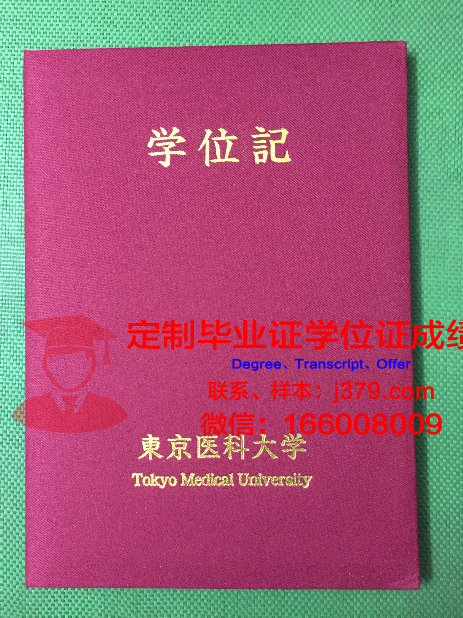 学位記
定制毕业证学位证成绩
Degree、Transcript、Offer
联系、样本：j379.com
微信：166008009
東京医科大学
Tokyo Medical University